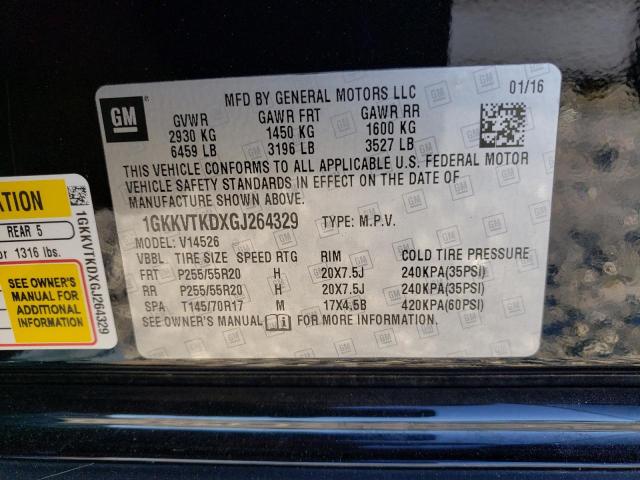 MFD BY GENERAL MOTORS LLC 01/16
GM
GVWR GAWR FRT GAWR RR
2930 KG 1450 KG 1600 KG
6459 LB 3196 LB 3527 LB
THIS VEHICLE CONFORMS TO ALL APPLICABLE U.S. FEDERAL MOTOR
VEHICLE SAFETY STANDARDS IN EFFECT ON THE DATE OF
MANUFACTURE SHOWN ABOVE.
1GKKVTKDXGJ264329 TYPE: M.P.V.
MODEL: V14526
VBBL TIRE SIZE SPEED RTG RIM COLD TIRE PRESSURE
FRT P255/55R20 H 20X7.5J 240KPA(35PSI)
RR P255/55R20 H 20X7.5J 240KPA(35PSI)
SPA T145/70R17 M 17X4.5B 420KPA(60PSI)
SEE OWNER'S MANUAL FOR MORE INFORMATION.
REAR 5
1316 lbs.
SEE OWNER'S
MANUAL FOR
ADDITIONAL
INFORMATION
1GKKVTKDXGJ264329